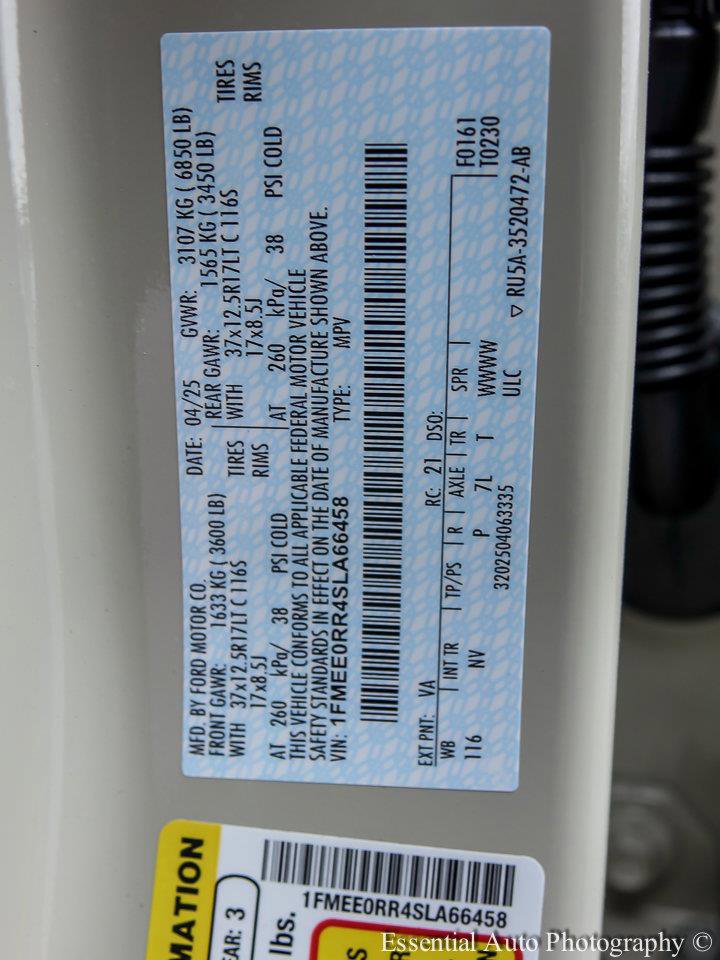 MFD. BY FORD MOTOR CO.
DATE: 04/25 GVWR: 3107 KG ( 6850 LB)
FRONT GAWR: 1633 KG ( 3600 LB)
REAR GAWR: 1565 KG ( 3450 LB)
WITH 37x12.5R17LT C 116S TIRES
WITH 37x12.5R17LT C 116S TIRES
17x8.5J RIMS
17x8.5J RIMS
AT 260 kPa/ 38 PSI COLD
AT 260 kPa/ 38 PSI COLD
THIS VEHICLE CONFORMS TO ALL APPLICABLE FEDERAL MOTOR VEHICLE
SAFETY STANDARDS IN EFFECT ON THE DATE OF MANUFACTURE SHOWN ABOVE.
VIN: 1FMEE0RR4SLA66458 TYPE: MPV
EXT PNT: VA RC: 21 DSO:
F0161
WB | INT TR | TP/PS | R | AXLE | TR | SPR |
T0230
116 NV P 7L T WWWW
ULC
3202504063335
▽ RU5A-3520472-AB
MATION
EAR: 3
lbs.
1FMEE0RR4SLA66458
Essential Auto Photography ©